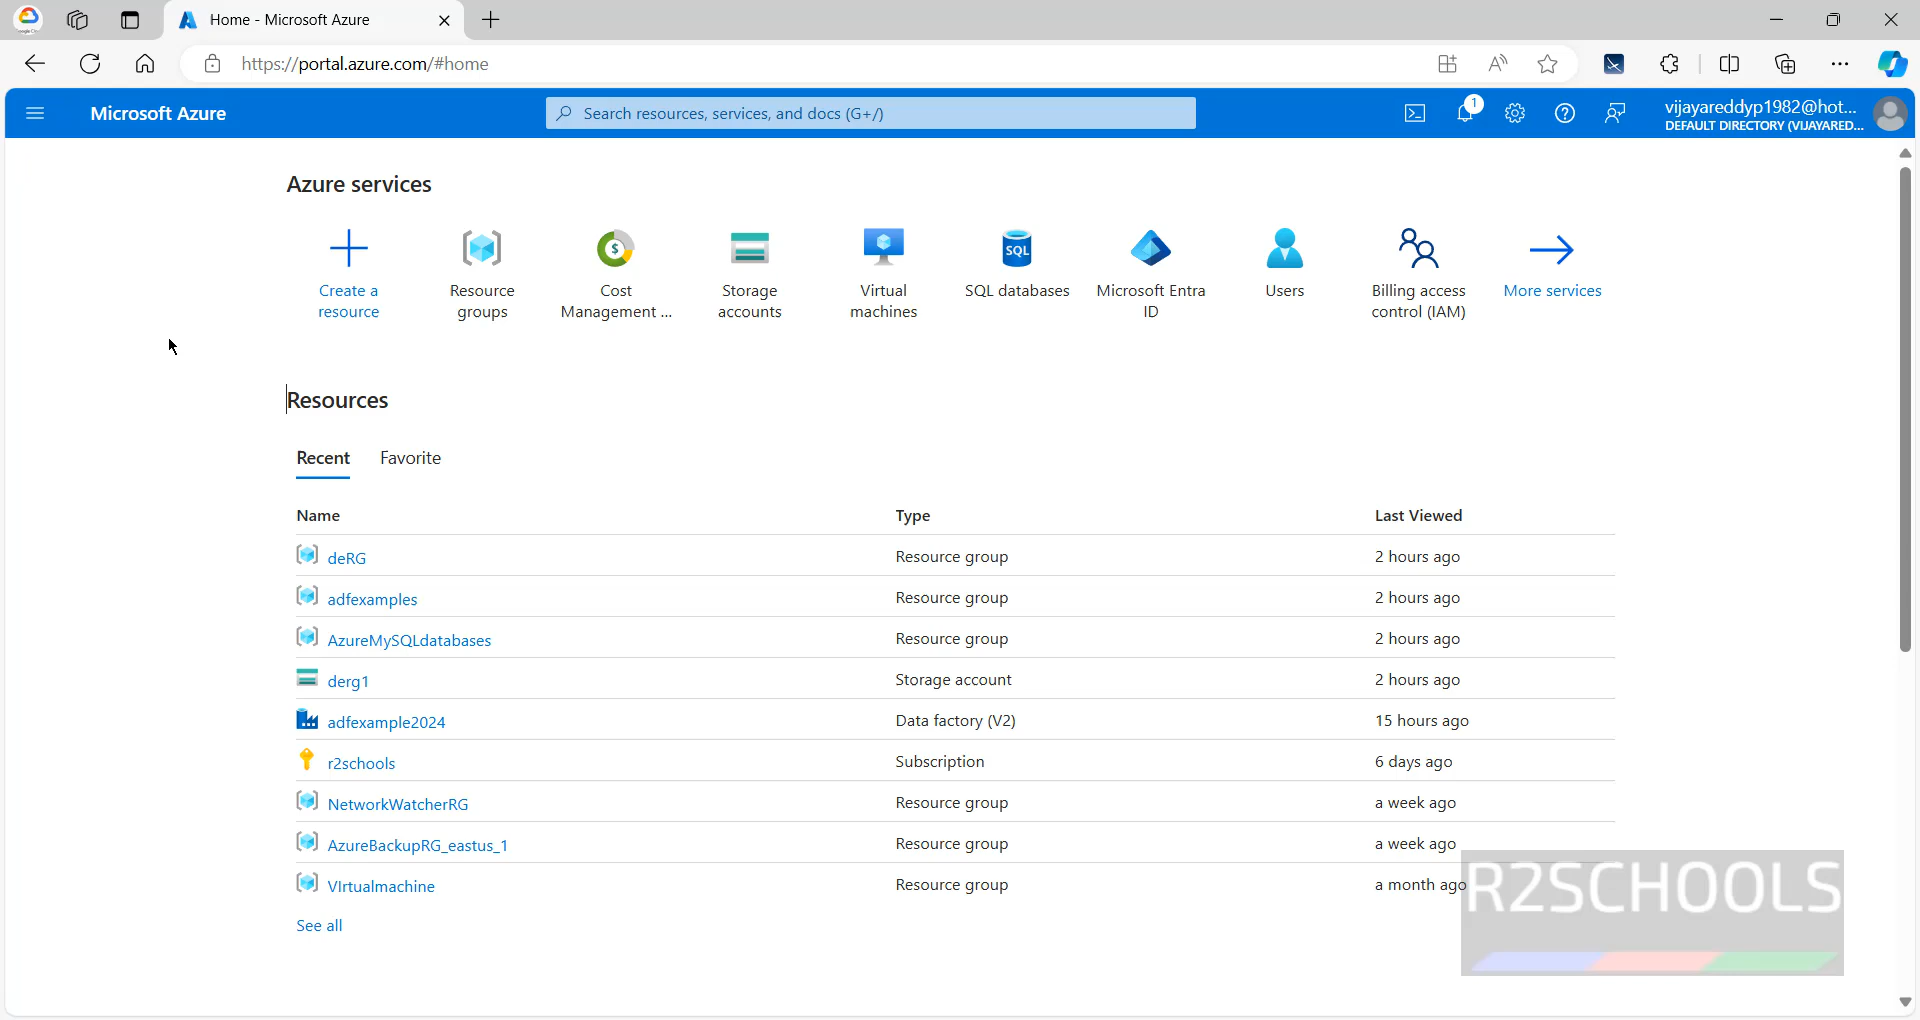 Home - Microsoft Azure
https://portal.azure.com/#home
Microsoft Azure
Search resources, services, and docs (G+/)
1
vijayareddyp1982@hot...
DEFAULT DIRECTORY (VIJAYARED...
Azure services
Create a
resource
Resource
groups
Cost
Management ...
Storage
accounts
Virtual
machines
SQL
SQL databases
Microsoft Entra
ID
Users
Billing access
control (IAM)
More services
Resources
Recent Favorite
Name Type Last Viewed
deRG Resource group 2 hours ago
adfexamples Resource group 2 hours ago
AzureMySQLdatabases Resource group 2 hours ago
derg1 Storage account 2 hours ago
adfexample2024 Data factory (V2) 15 hours ago
r2schools Subscription 6 days ago
NetworkWatcherRG Resource group a week ago
AzureBackupRG_eastus_1 Resource group a week ago
VIrtualmachine Resource group a month ago
See all
R2SCHOOLS